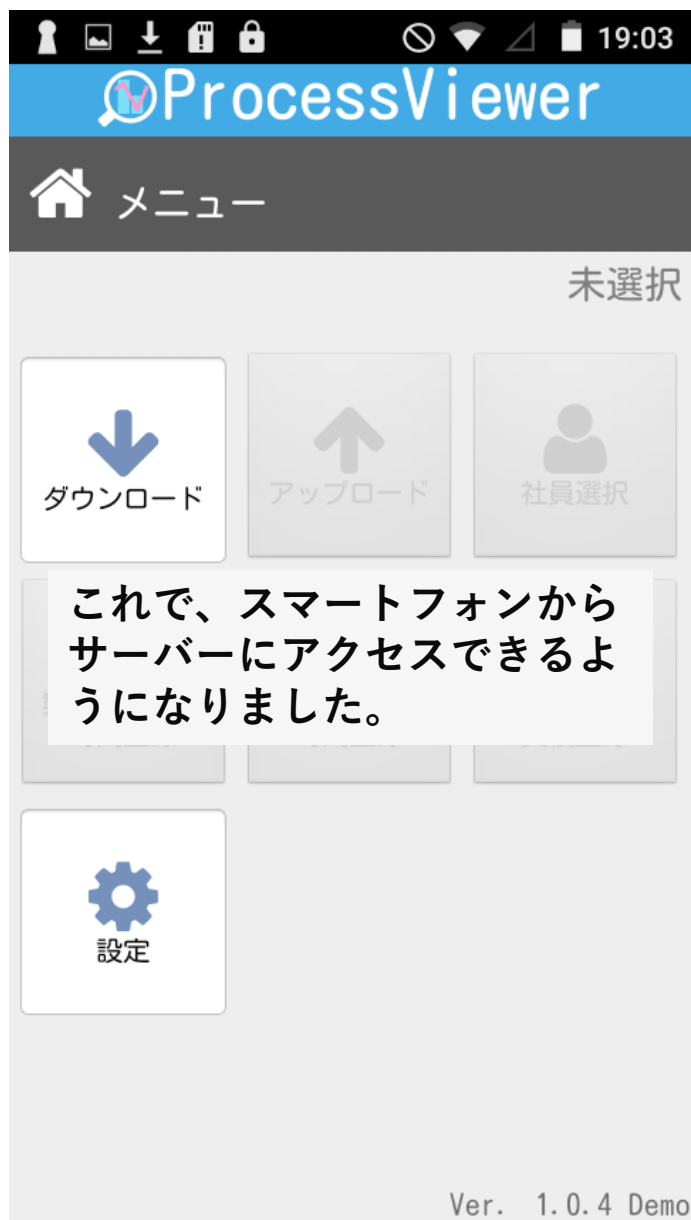 19:03
ProcessViewer
メニュー
未選択
ダウンロード
アップロード
社員選択
これで、スマートフォンから
サーバーにアクセスできるよ
うになりました。
設定
Ver. 1.0.4 Demo